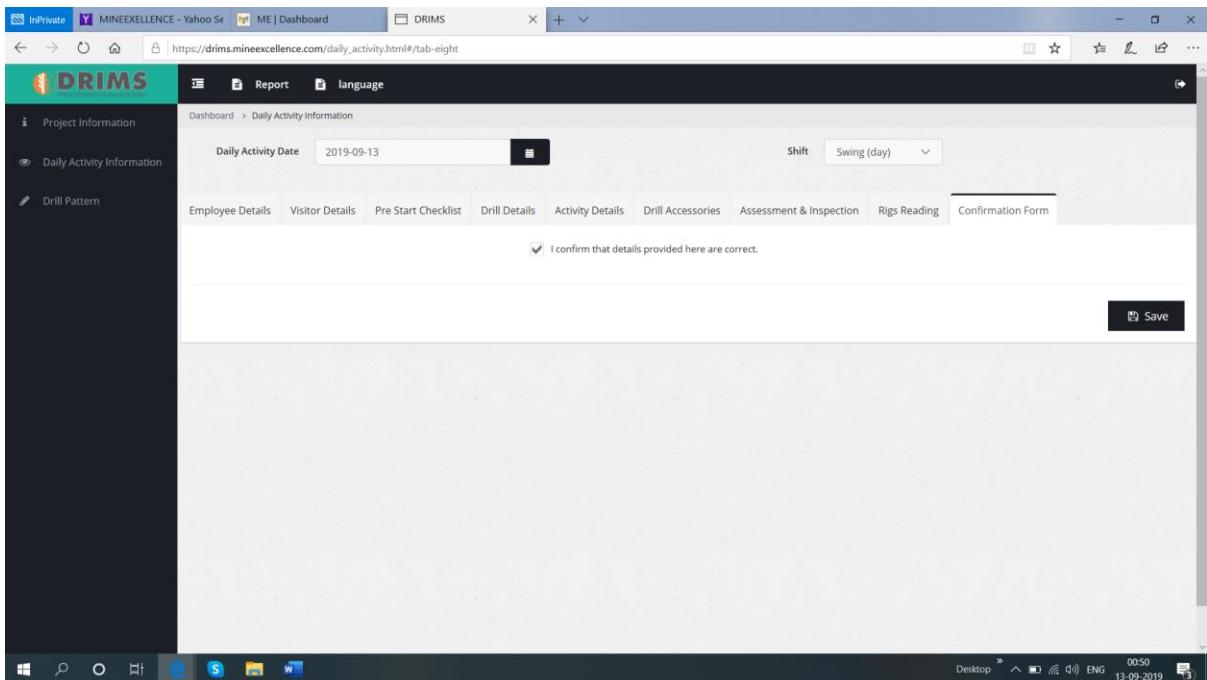 InPrivate MINEEXELLENCE - Yahoo Se ME | Dashboard DRIMS
https://drims.mineexcellence.com/daily_activity.html#/tab-eight
DRIMS Report language
Dashboard > Daily Activity Information
Project Information
Daily Activity Date 2019-09-13 Shift Swing (day)
Daily Activity Information
Drill Pattern
Employee Details Visitor Details Pre Start Checklist Drill Details Activity Details Drill Accessories Assessment & Inspection Rigs Reading Confirmation Form
I confirm that details provided here are correct.
Save
Desktop » ENG 00:50
13-09-2019